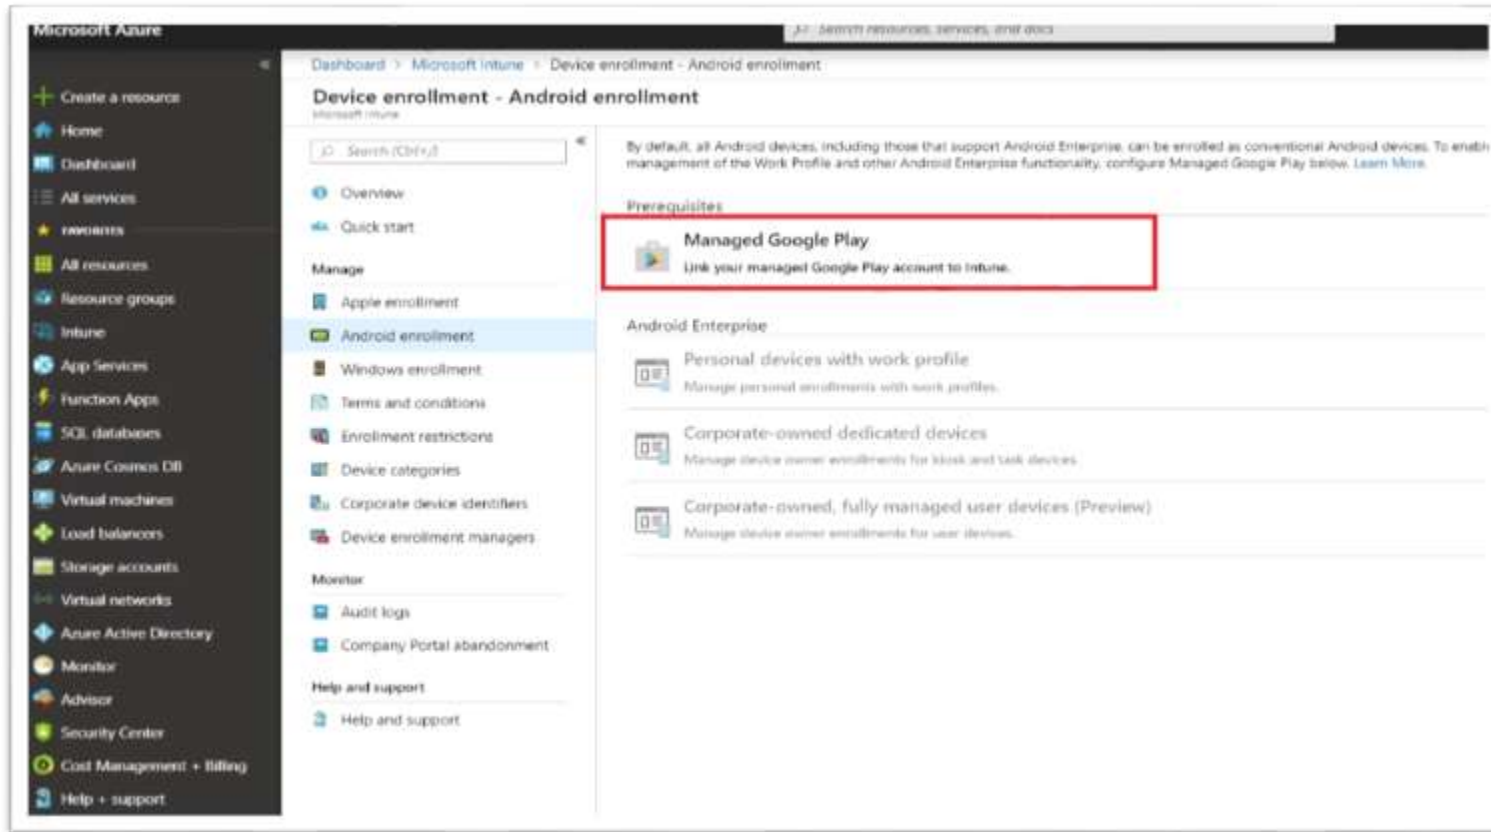 Microsoft Azure
Search resources, services, and docs
Create a resource
Home
Dashboard
All services
FAVORITES
All resources
Resource groups
Intune
App Services
Function Apps
SQL databases
Azure Cosmos DB
Virtual machines
Load balancers
Storage accounts
Virtual networks
Azure Active Directory
Monitor
Advisor
Security Center
Cost Management + Billing
Help + support
Dashboard > Microsoft Intune > Device enrollment - Android enrollment
Device enrollment - Android enrollment
Microsoft Intune
Search (Ctrl+/)
Overview
Quick start
Manage
Apple enrollment
Android enrollment
Windows enrollment
Terms and conditions
Enrollment restrictions
Device categories
Corporate device identifiers
Device enrollment managers
Monitor
Audit logs
Company Portal abandonment
Help and support
Help and support
By default, all Android devices, including those that support Android Enterprise, can be enrolled as conventional Android devices. To enabl
management of the Work Profile and other Android Enterprise functionality, configure Managed Google Play below. Learn More.
Prerequisites
Managed Google Play
Link your managed Google Play account to Intune.
Android Enterprise
Personal devices with work profile
Manage personal enrollments with work profiles.
Corporate-owned dedicated devices
Manage device owner enrollments for kiosk and task devices.
Corporate-owned, fully managed user devices (Preview)
Manage device owner enrollments for user devices.